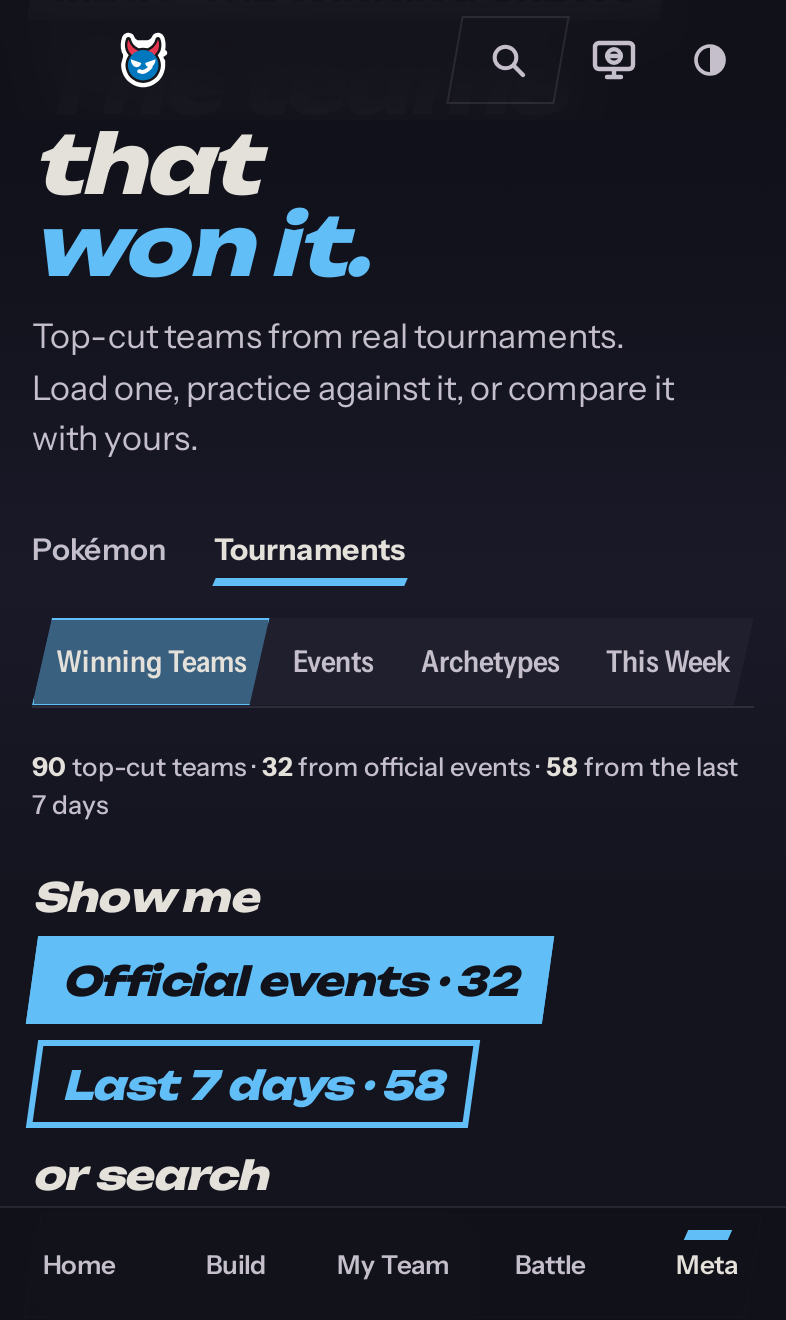 The teams
that
won it.
Top-cut teams from real tournaments.
Load one, practice against it, or compare it
with yours.
Pokémon
Tournaments
Winning Teams
Events
Archetypes
This Week
90 top-cut teams · 32 from official events · 58 from the last
7 days
Show me
Official events · 32
Last 7 days · 58
or search
Home
Build
My Team
Battle
Meta